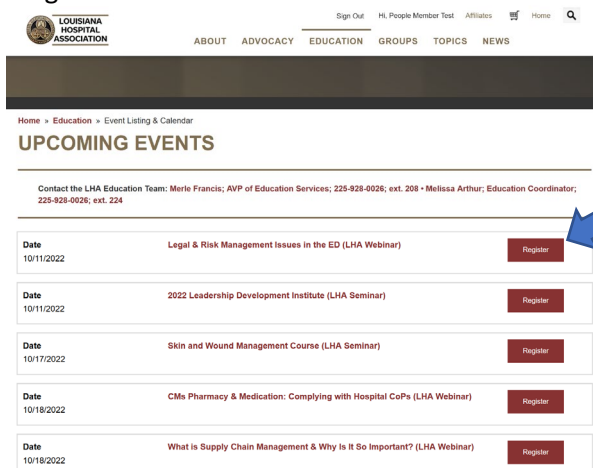 LOUISIANA
HOSPITAL
ASSOCIATION
Sign Out Hi, People Member Test Affiliates Home
ABOUT ADVOCACY EDUCATION GROUPS TOPICS NEWS
Home » Education » Event Listing & Calendar
UPCOMING EVENTS
Contact the LHA Education Team: Merle Francis; AVP of Education Services; 225-928-0026; ext. 208 • Melissa Arthur; Education Coordinator;
225-928-0026; ext. 224
Date
10/11/2022
Legal & Risk Management Issues in the ED (LHA Webinar)
Register
Date
10/11/2022
2022 Leadership Development Institute (LHA Seminar)
Register
Date
10/17/2022
Skin and Wound Management Course (LHA Seminar)
Register
Date
10/18/2022
CMs Pharmacy & Medication: Complying with Hospital CoPs (LHA Webinar)
Register
Date
10/18/2022
What is Supply Chain Management & Why Is It So Important? (LHA Webinar)
Register